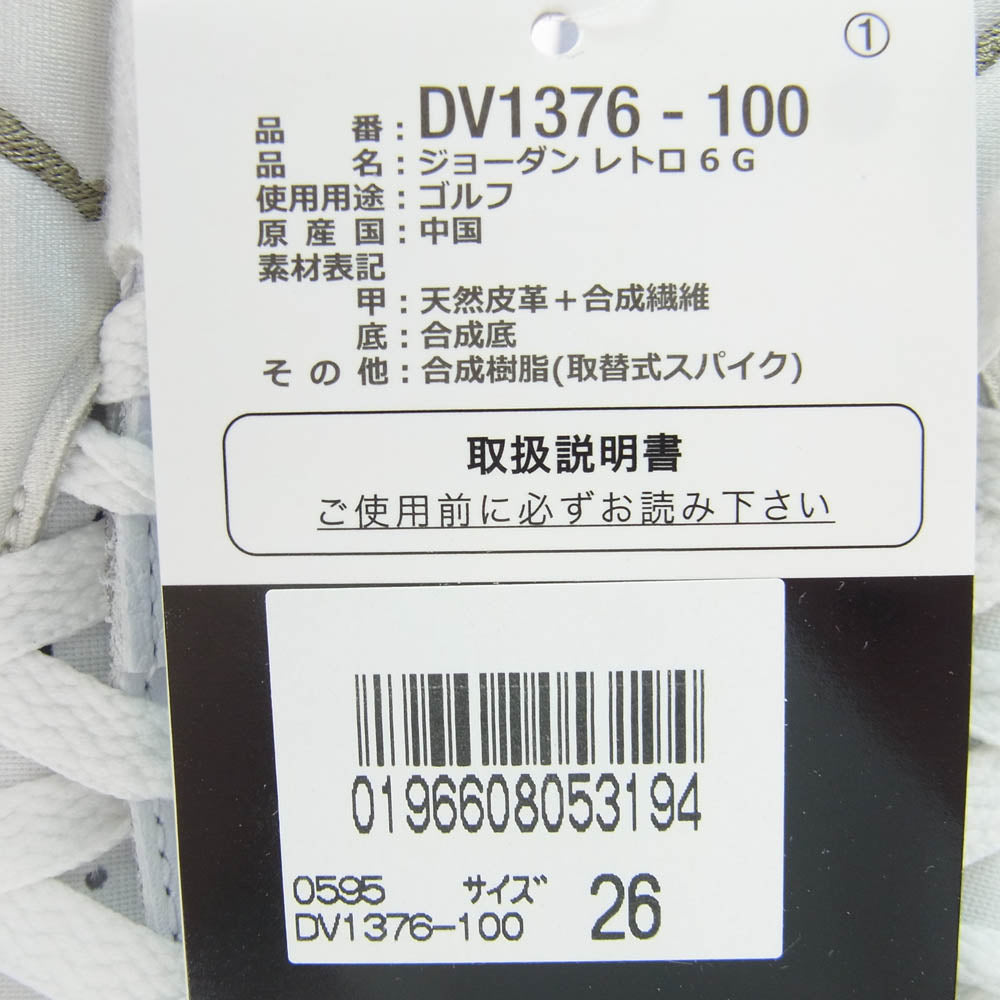 ①
品番：DV1376 - 100
品名：ジョーダン レトロ 6 G
使用用途：ゴルフ
原産国：中国
素材表記
甲：天然皮革＋合成繊維
底：合成底
その他：合成樹脂(取替式スパイク)
取扱説明書
ご使用前に必ずお読み下さい
0196608053194
0595 サイズ 26
DV1376-100